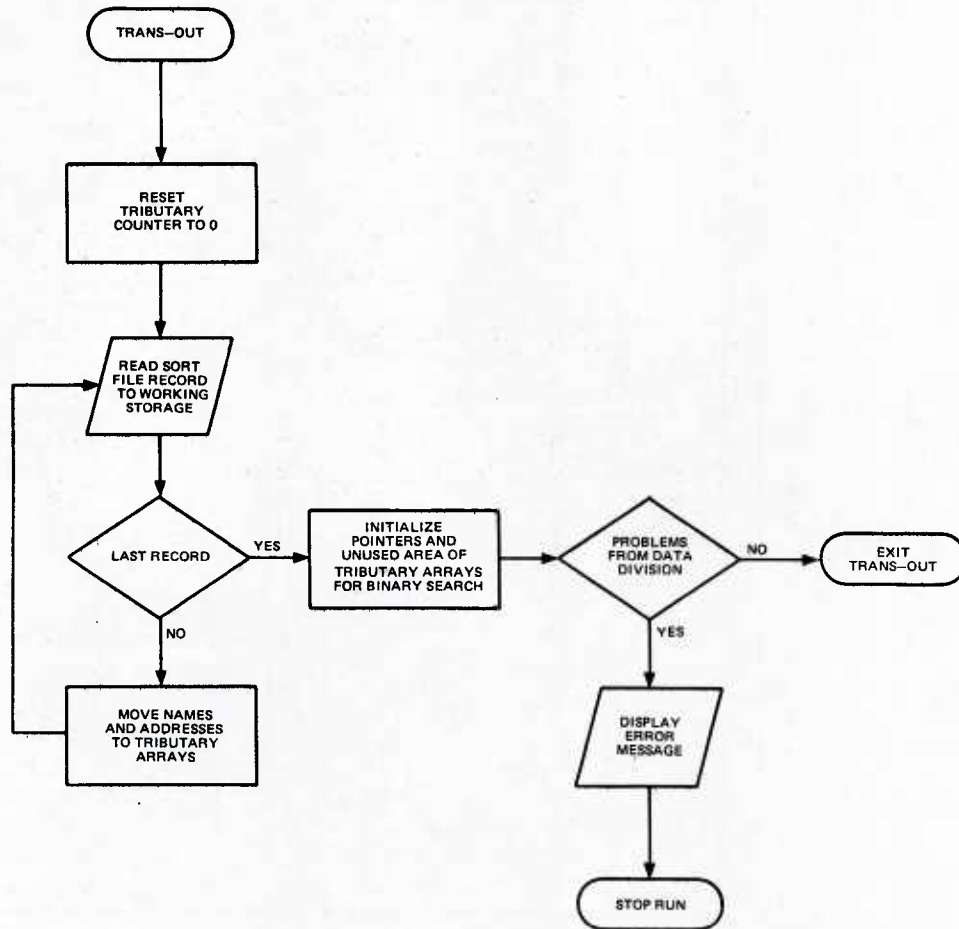 TRANS-OUT
RESET
TRIBUTARY
COUNTER TO 0
READ SORT
FILE RECORD
TO WORKING
STORAGE
LAST RECORD
YES
NO
MOVE NAMES
AND ADDRESSES
TO TRIBUTARY
ARRAYS
INITIALIZE
POINTERS AND
UNUSED AREA OF
TRIBUTARY ARRAYS
FOR BINARY SEARCH
PROBLEMS
FROM DATA
DIVISION
NO
EXIT
TRANS-OUT
YES
DISPLAY
ERROR
MESSAGE
STOP RUN